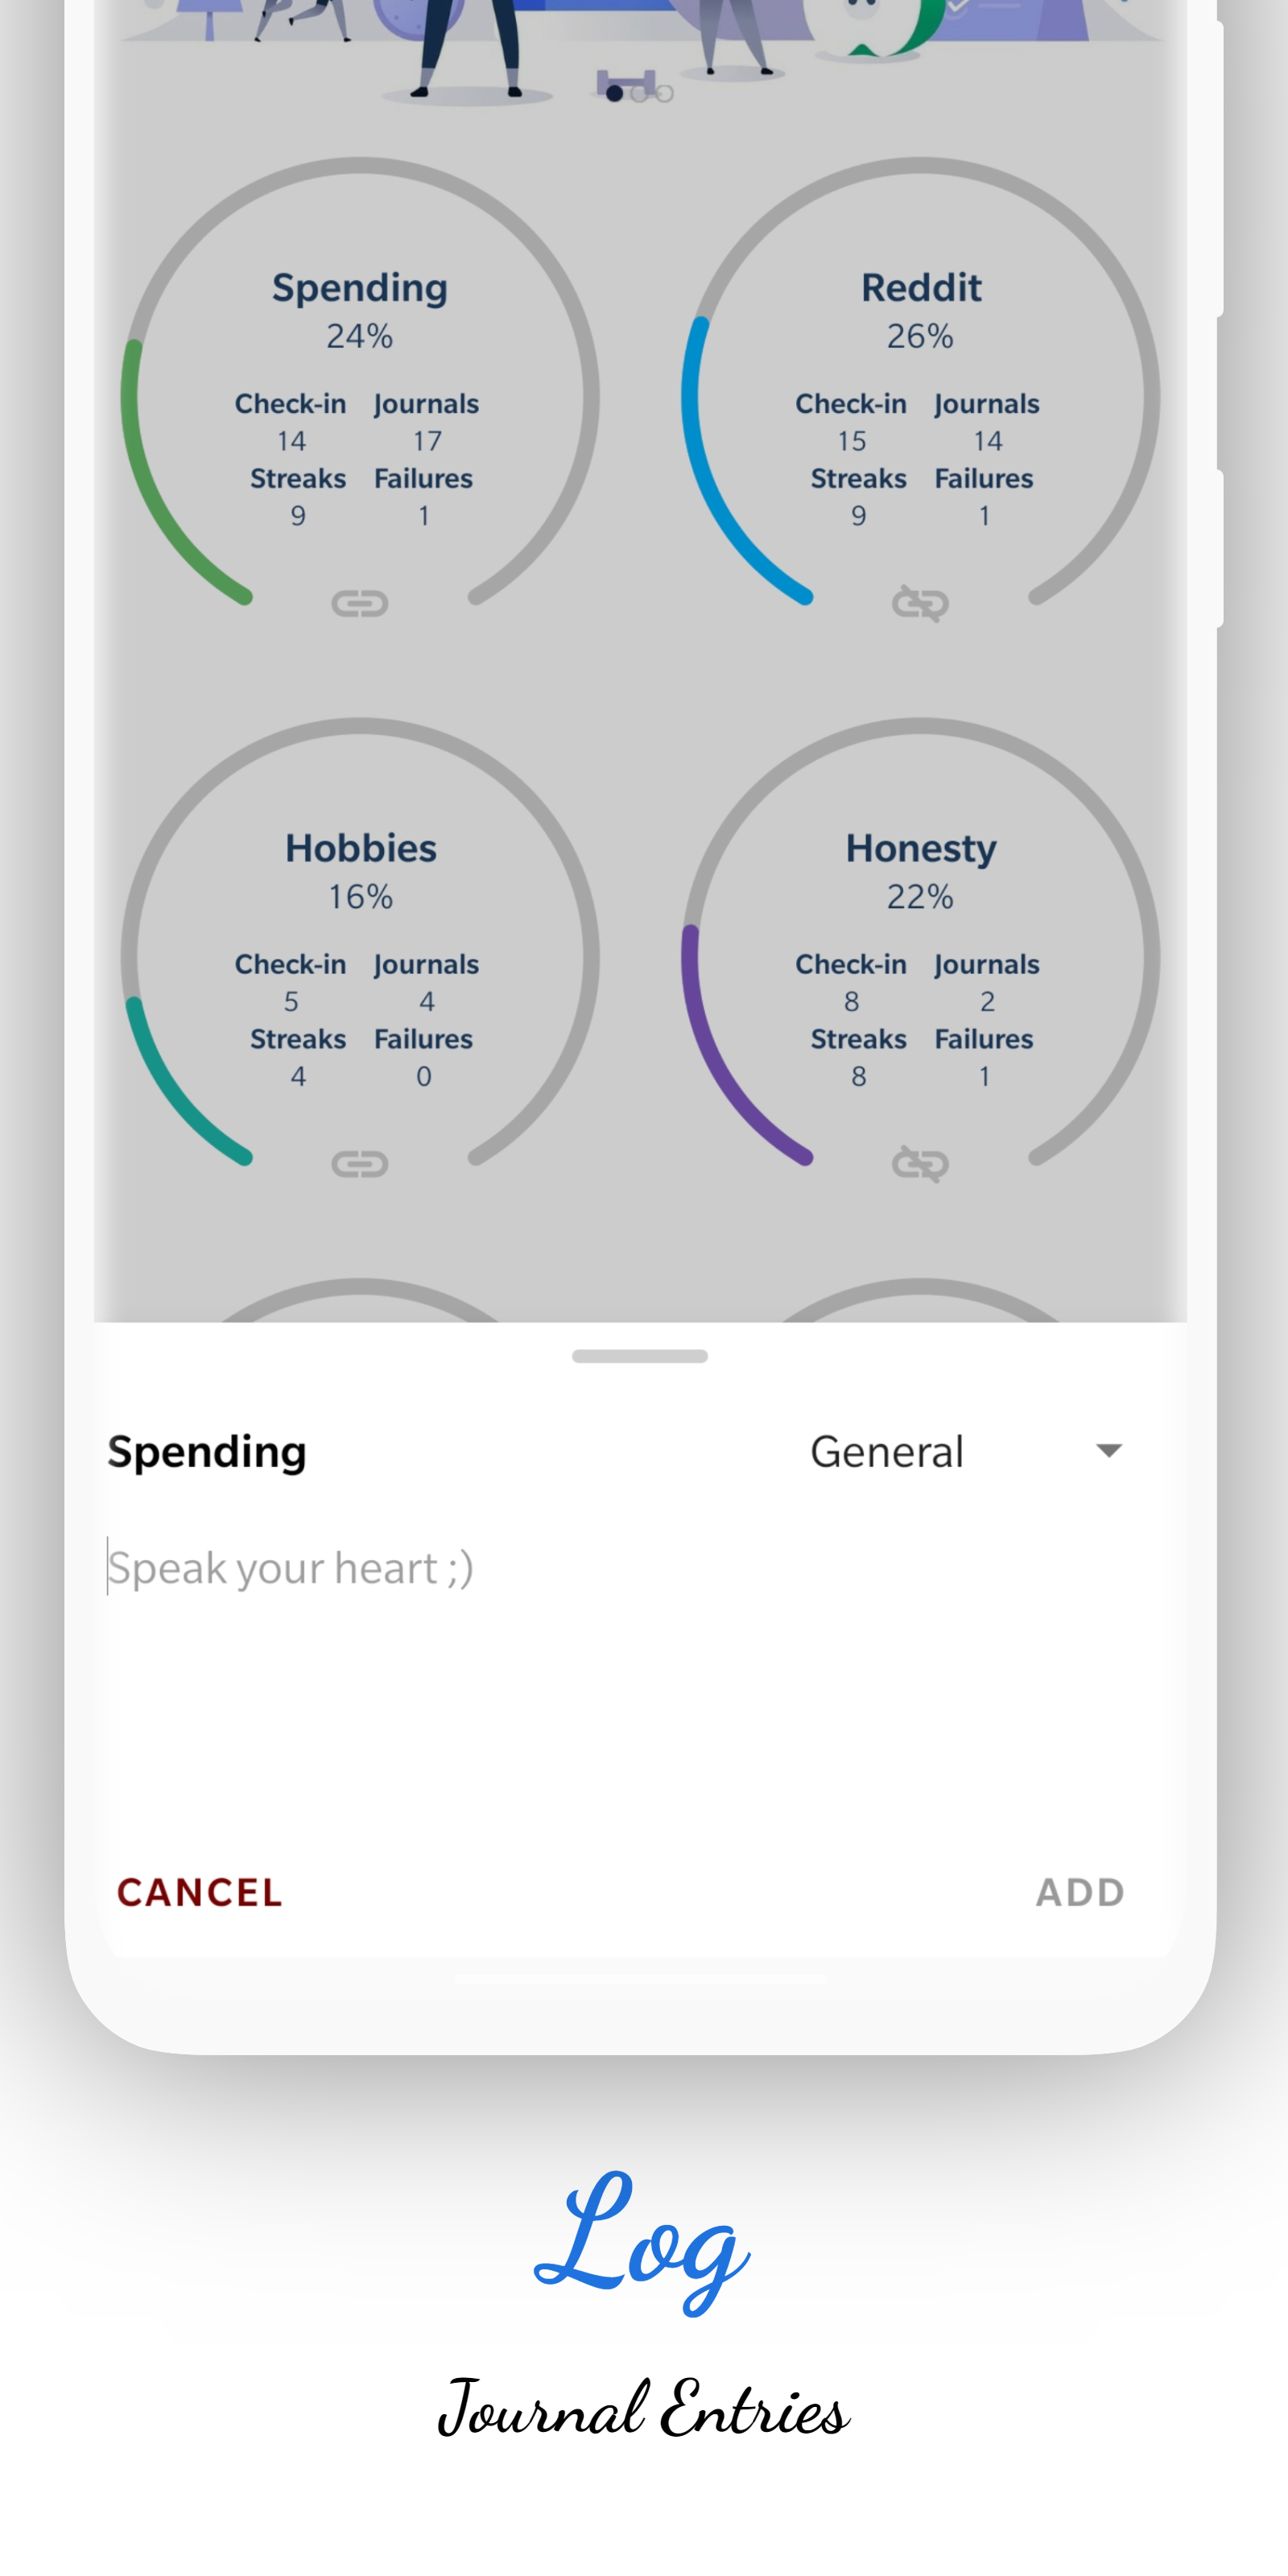 Spending
24%
Check-in Journals
14 17
Streaks Failures
9 1
Reddit
26%
Check-in Journals
15 14
Streaks Failures
9 1
Hobbies
16%
Check-in Journals
5 4
Streaks Failures
4 0
Honesty
22%
Check-in Journals
8 2
Streaks Failures
8 1
Spending General
Speak your heart ;)
CANCEL ADD
Log
Journal Entries